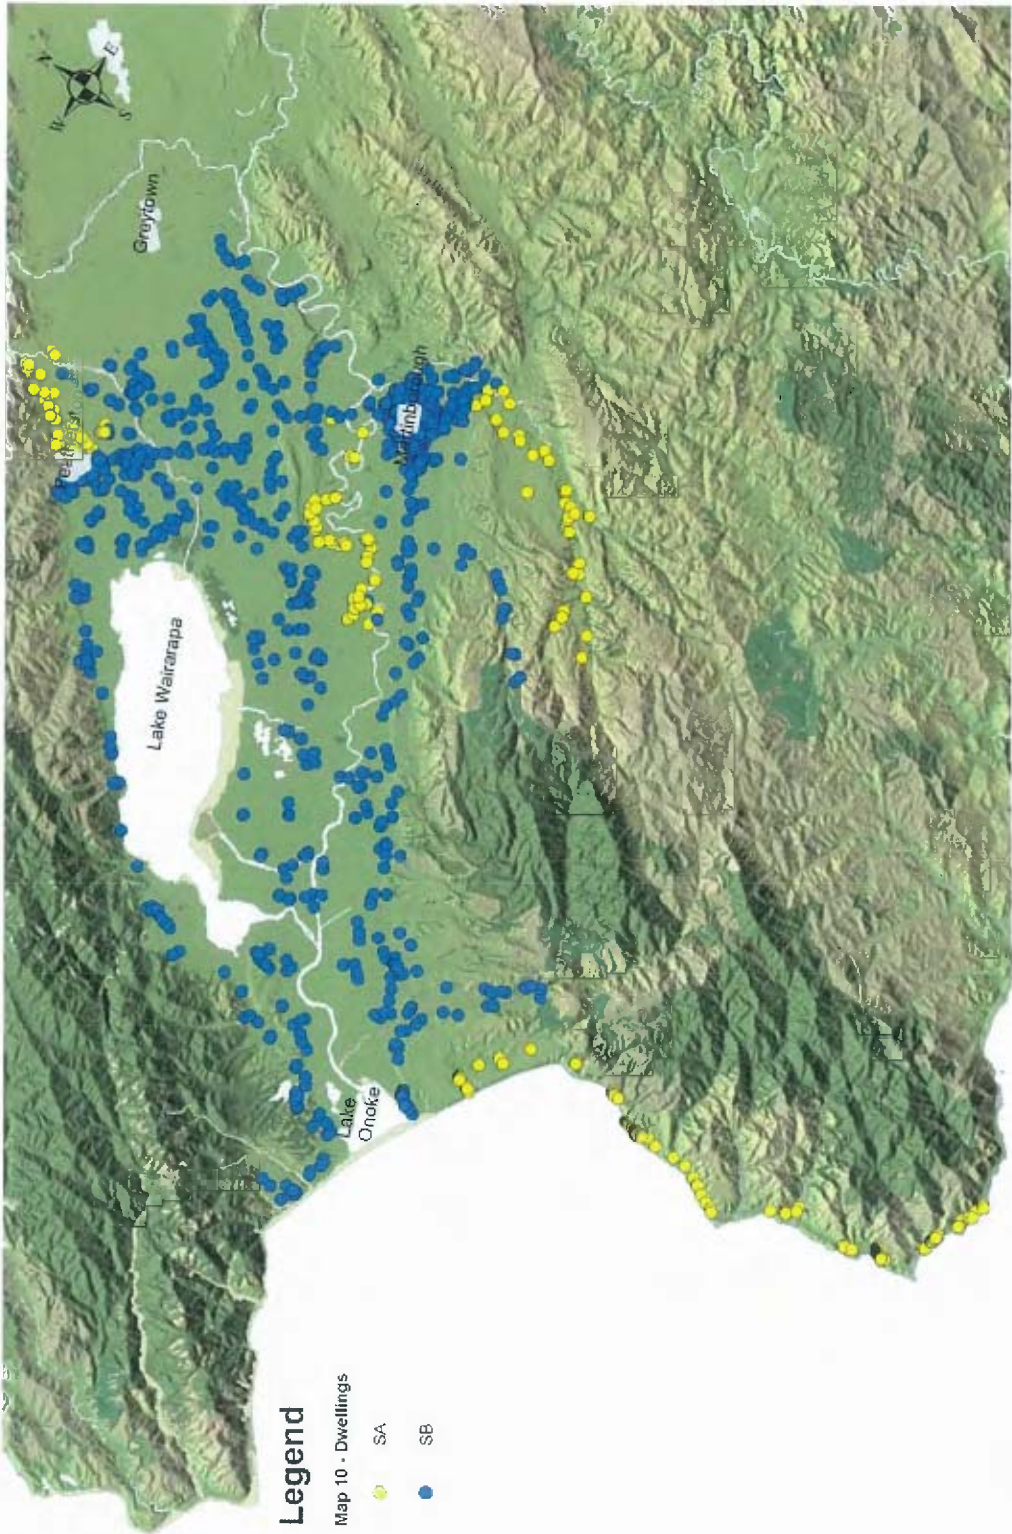 N
E
W
S
Greytown
Martinborough
Lake Wairarapa
Lake
Onoke
Legend
Map 10 - Dwellings
SA
SB